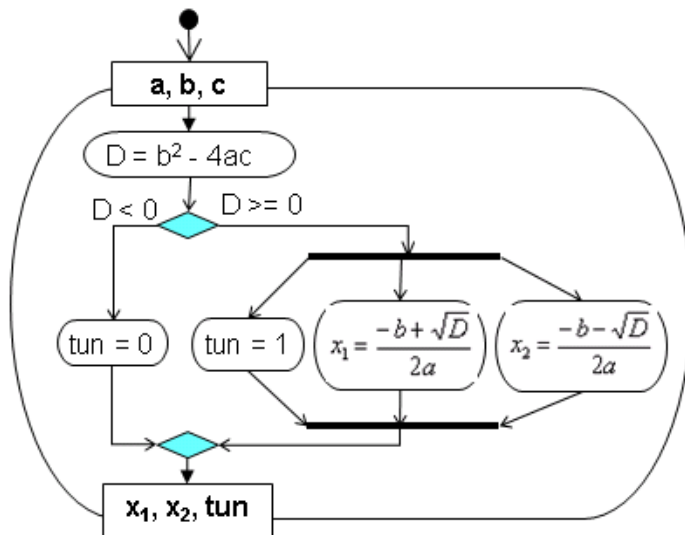 a, b, c
D = b² - 4ac
D < 0
D >= 0
tun = 0
tun = 1
x₁ = (-b + √D) / 2a
x₂ = (-b - √D) / 2a
x₁, x₂, tun